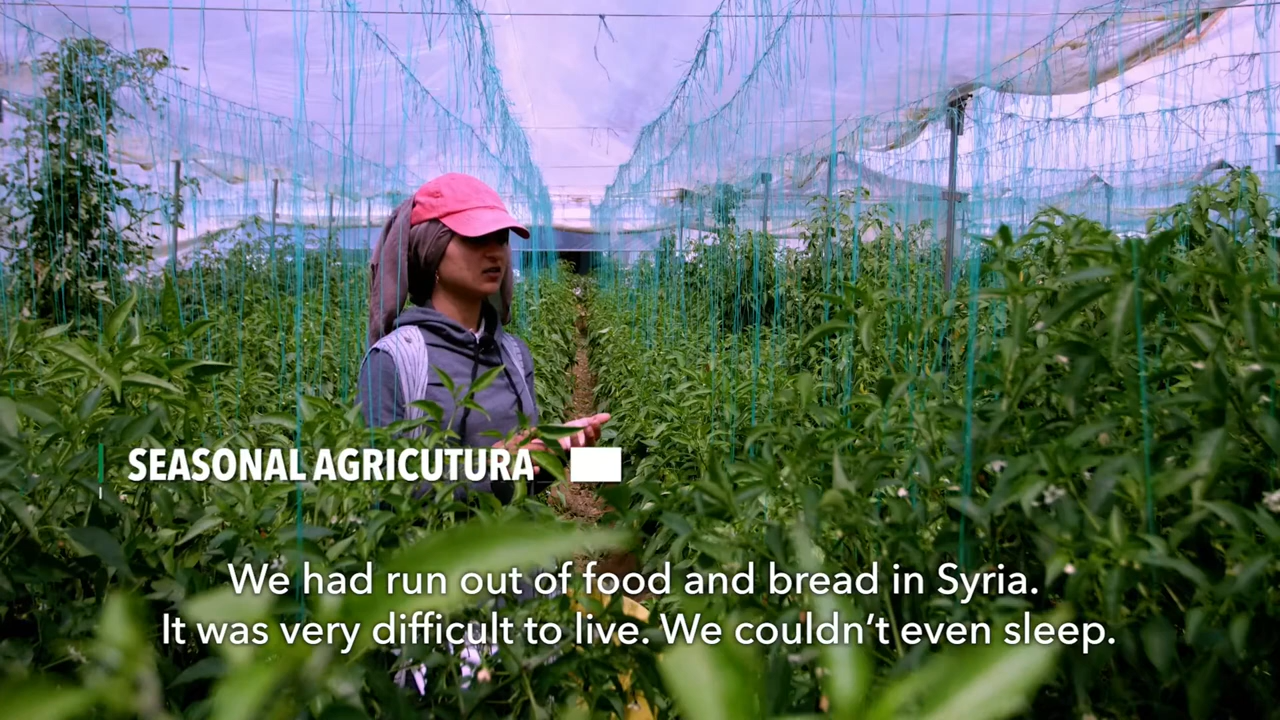 SEASONAL AGRICUTURA
We had run out of food and bread in Syria.
It was very difficult to live. We couldn't even sleep.